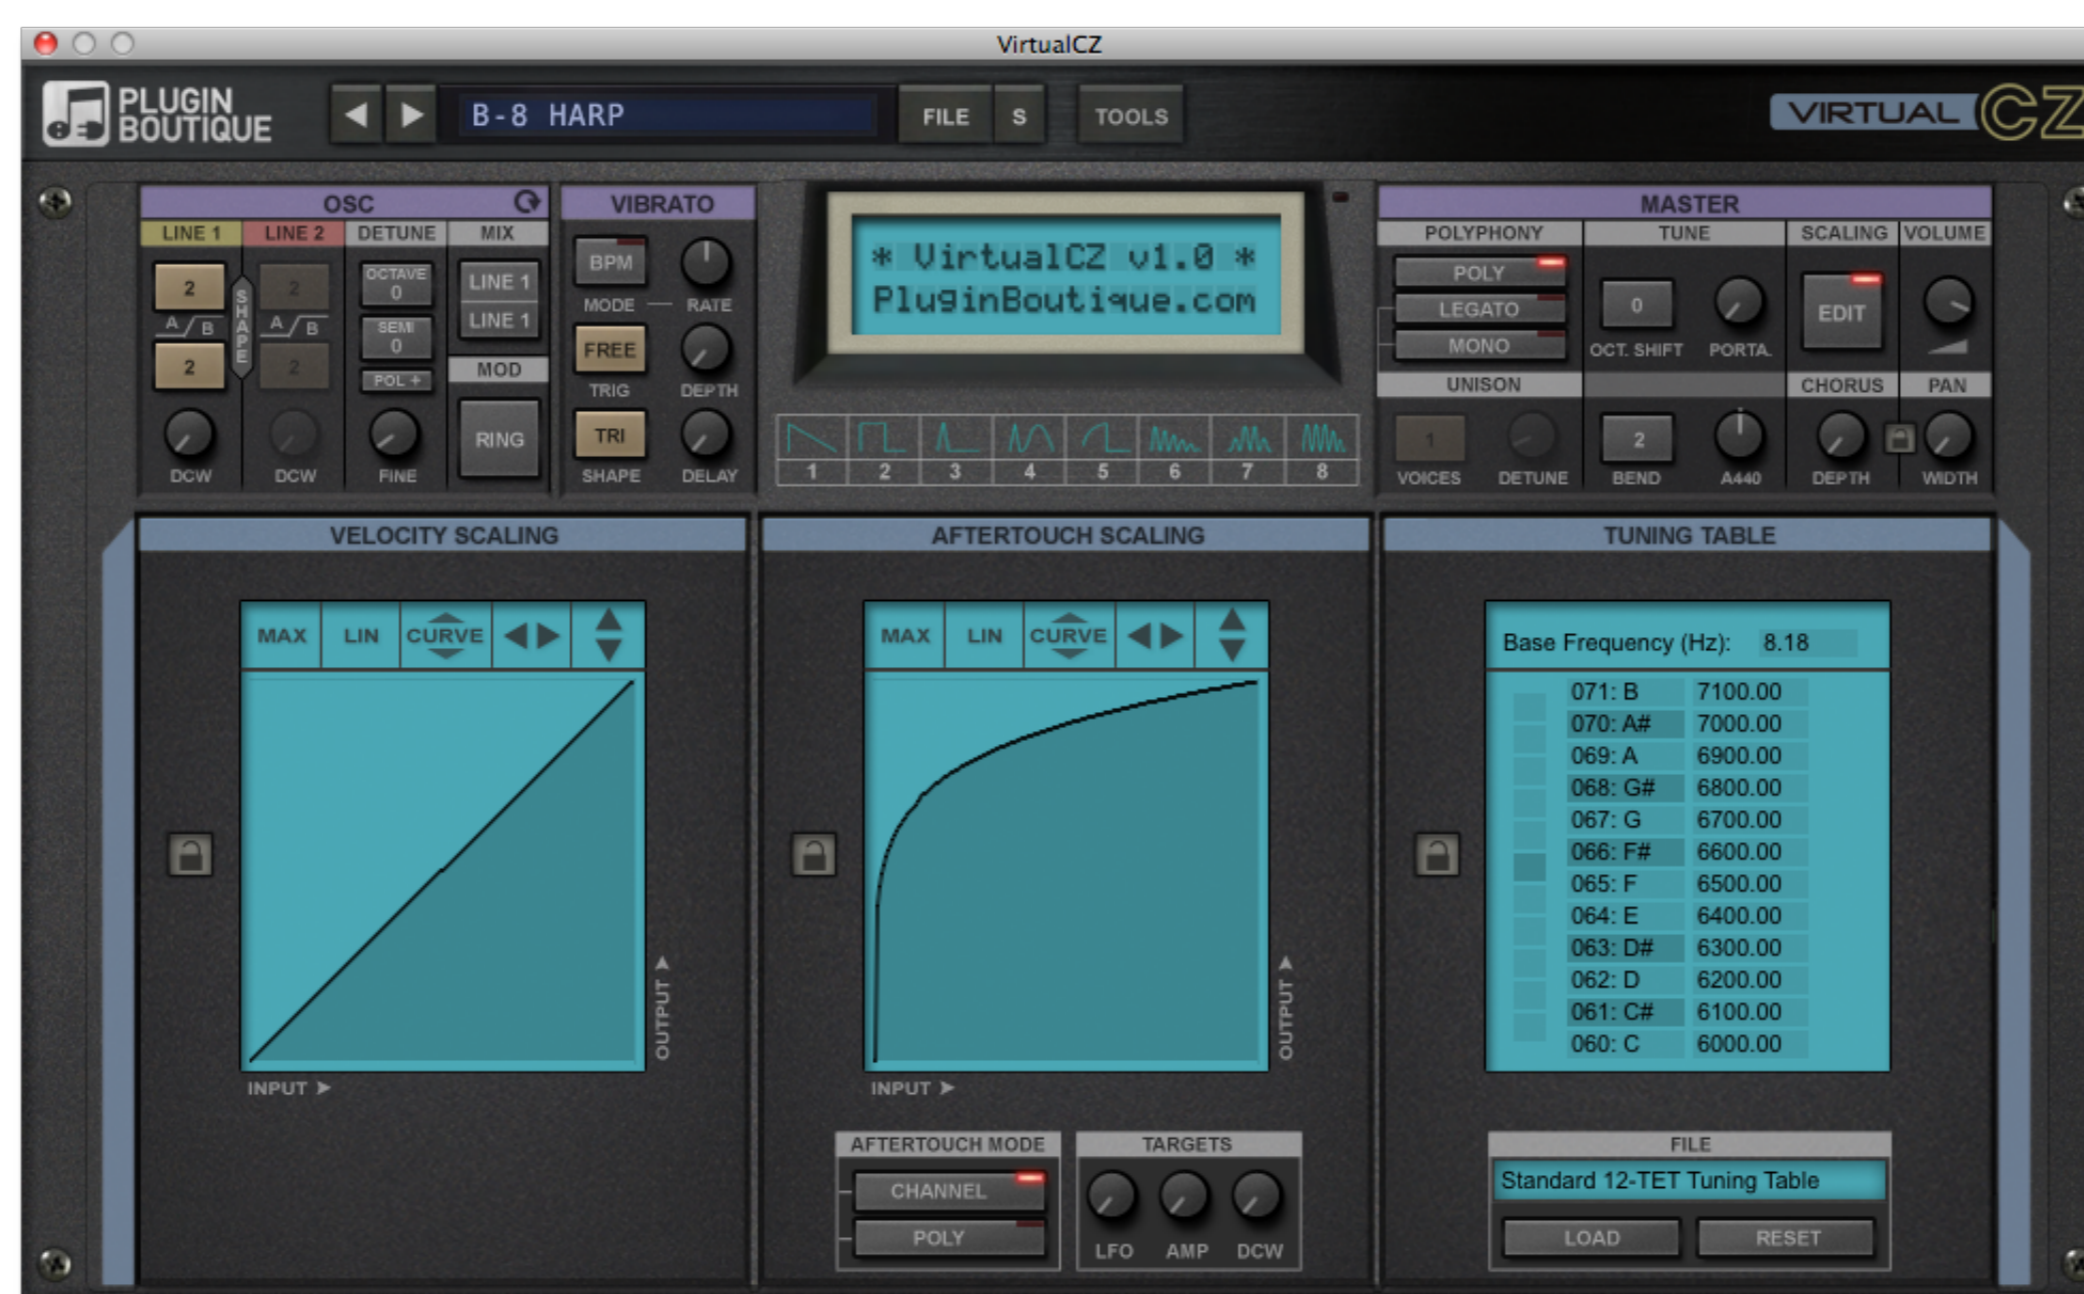 VirtualCZ
PLUGIN
BOUTIQUE
B-8 HARP
FILE
S
TOOLS
VIRTUAL CZ
OSC
LINE 1
LINE 2
DETUNE
MIX
2
2
OCTAVE
0
LINE 1
A/B
SHAPE
A/B
SEMI
0
LINE 1
2
2
POL +
MOD
RING
DCW
DCW
FINE
VIBRATO
BPM
MODE
RATE
FREE
TRIG
DEPTH
TRI
SHAPE
DELAY
* VirtualCZ v1.0 *
PluginBoutique.com
1 2 3 4 5 6 7 8
MASTER
POLYPHONY
TUNE
SCALING
VOLUME
POLY
LEGATO
MONO
0
OCT. SHIFT
PORTA.
EDIT
UNISON
CHORUS
PAN
1
2
VOICES
DETUNE
BEND
A440
DEPTH
WIDTH
VELOCITY SCALING
MAX
LIN
CURVE
OUTPUT
INPUT
AFTERTOUCH SCALING
MAX
LIN
CURVE
OUTPUT
INPUT
AFTERTOUCH MODE
CHANNEL
POLY
TARGETS
LFO
AMP
DCW
TUNING TABLE
Base Frequency (Hz): 8.18
071: B 7100.00
070: A# 7000.00
069: A 6900.00
068: G# 6800.00
067: G 6700.00
066: F# 6600.00
065: F 6500.00
064: E 6400.00
063: D# 6300.00
062: D 6200.00
061: C# 6100.00
060: C 6000.00
FILE
Standard 12-TET Tuning Table
LOAD
RESET